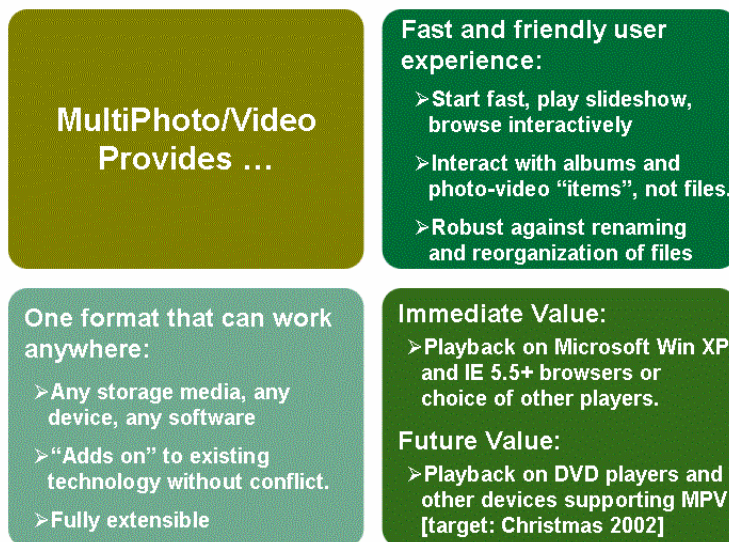 MultiPhoto/Video
Provides …
Fast and friendly user
experience:
➢Start fast, play slideshow,
browse interactively
➢Interact with albums and
photo-video “items”, not files.
➢Robust against renaming
and reorganization of files
One format that can work
anywhere:
➢Any storage media, any
device, any software
➢“Adds on” to existing
technology without conflict.
➢Fully extensible
Immediate Value:
➢Playback on Microsoft Win XP
and IE 5.5+ browsers or
choice of other players.
Future Value:
➢Playback on DVD players and
other devices supporting MPV
[target: Christmas 2002]